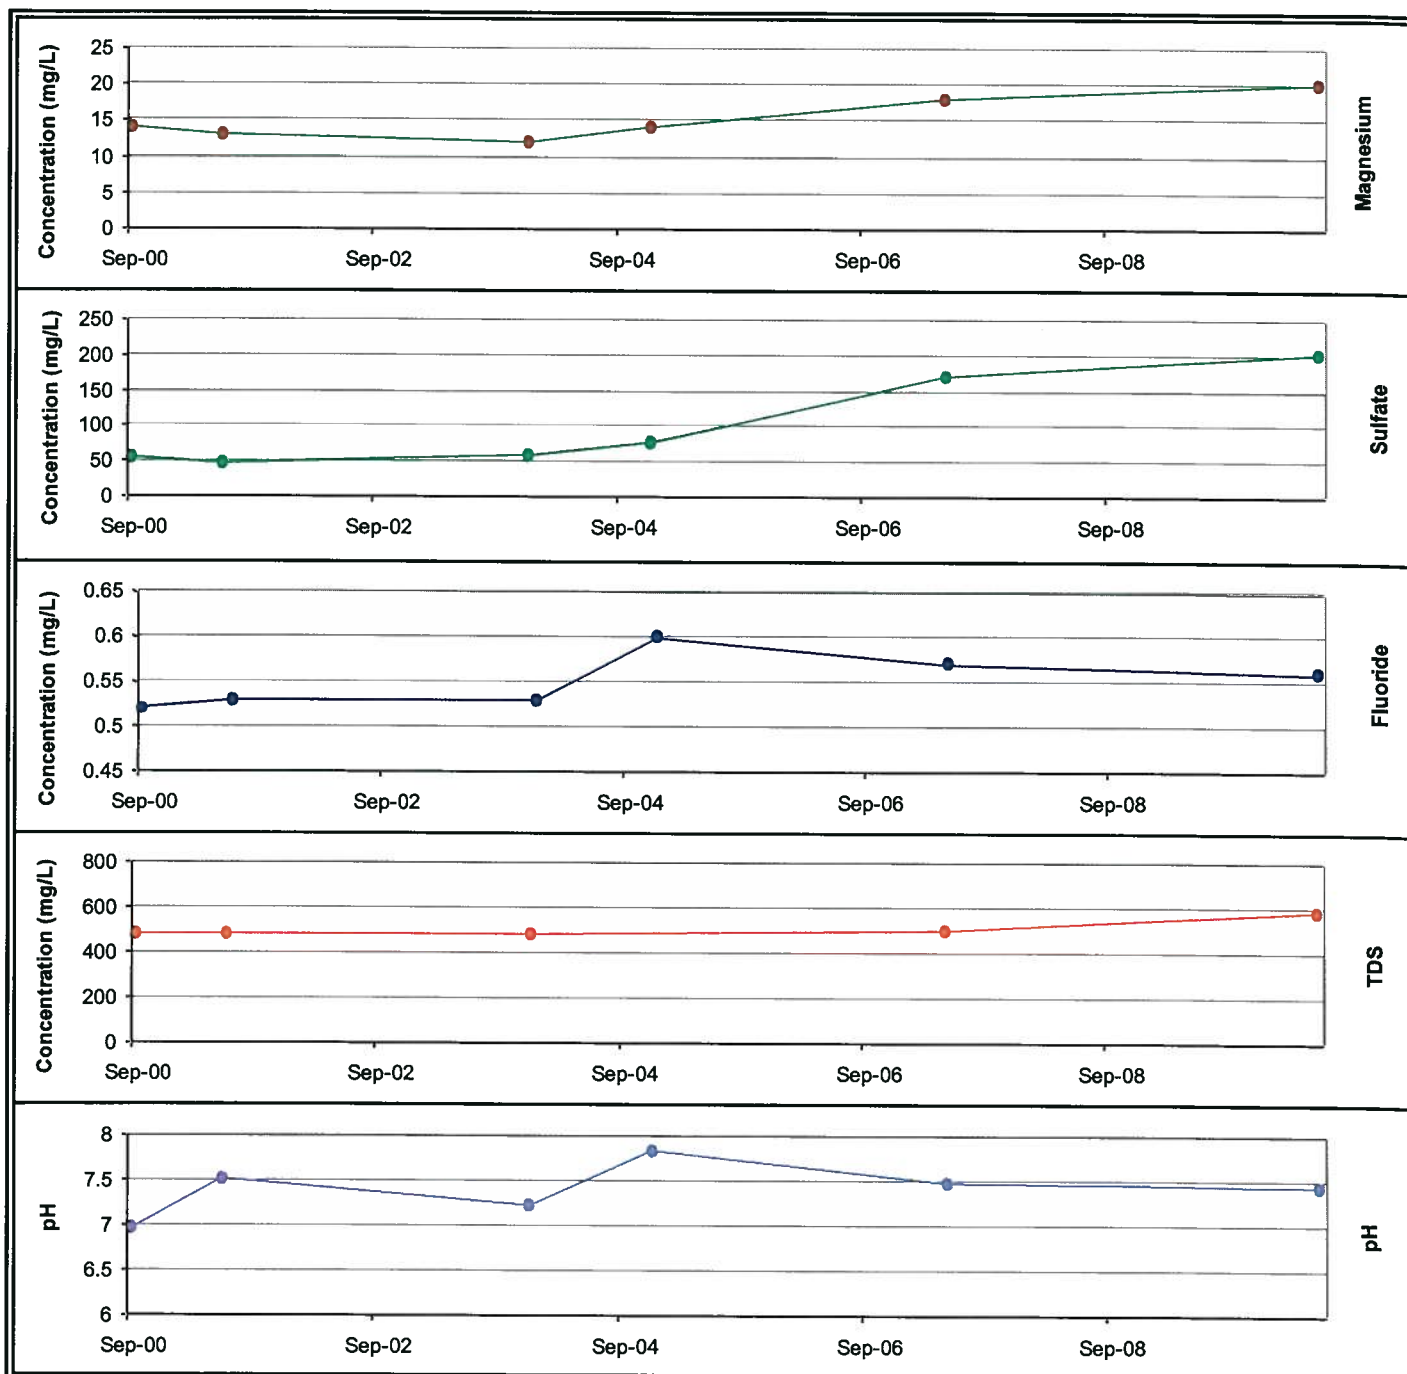 Concentration (mg/L)
25
20
15
10
5
0
Sep-00 Sep-02 Sep-04 Sep-06 Sep-08
Magnesium
Concentration (mg/L)
250
200
150
100
50
0
Sep-00 Sep-02 Sep-04 Sep-06 Sep-08
Sulfate
Concentration (mg/L)
0.65
0.6
0.55
0.5
0.45
Sep-00 Sep-02 Sep-04 Sep-06 Sep-08
Fluoride
Concentration (mg/L)
800
600
400
200
0
Sep-00 Sep-02 Sep-04 Sep-06 Sep-08
TDS
pH
8
7.5
7
6.5
6
Sep-00 Sep-02 Sep-04 Sep-06 Sep-08
pH